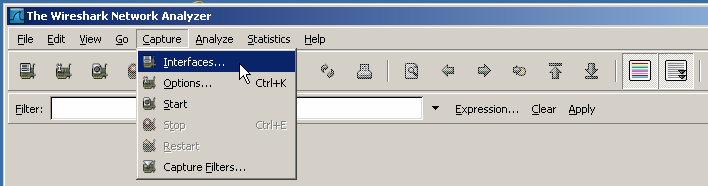 The Wireshark Network Analyzer
File Edit View Go Capture Analyze Statistics Help
Interfaces...
Options... Ctrl+K
Start
Stop Ctrl+E
Restart
Capture Filters...
Filter: Expression... Clear Apply